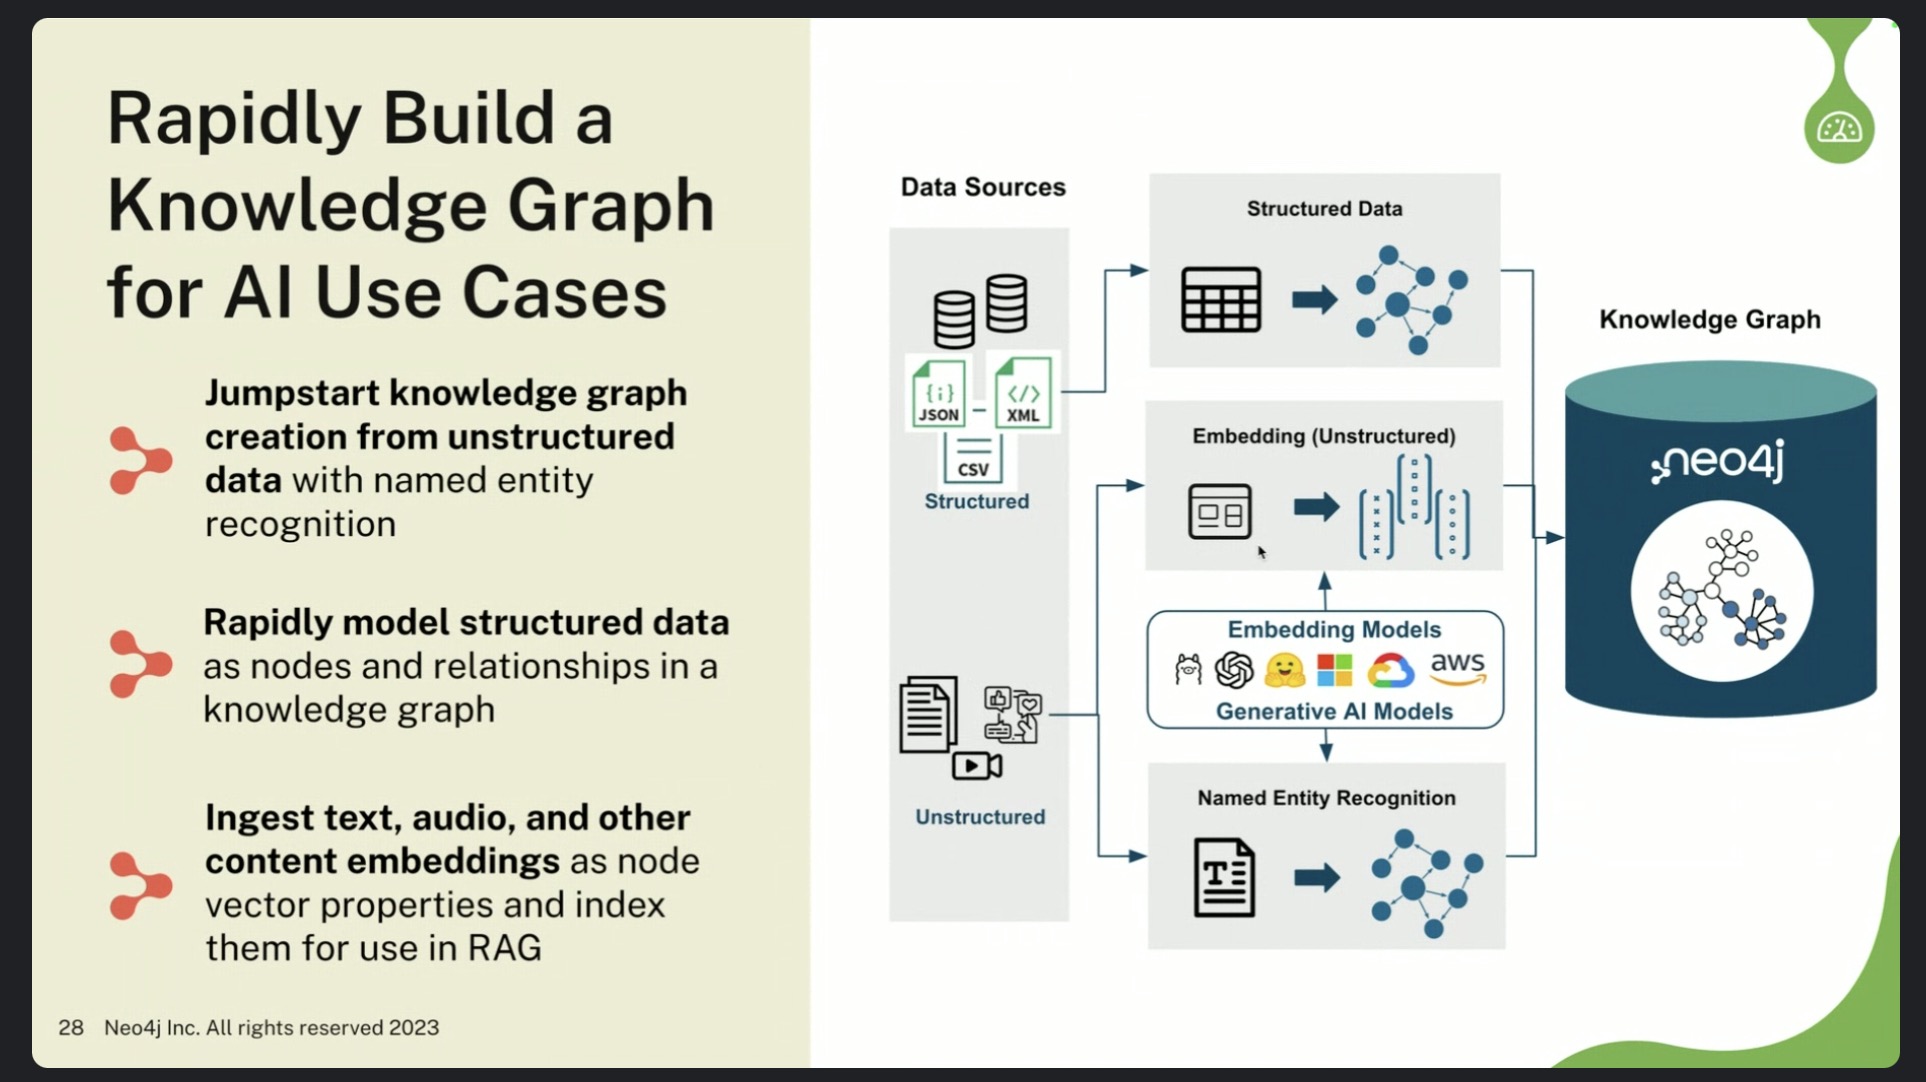 Rapidly Build a
Knowledge Graph
for AI Use Cases
Jumpstart knowledge graph
creation from unstructured
data with named entity
recognition
Rapidly model structured data
as nodes and relationships in a
knowledge graph
Ingest text, audio, and other
content embeddings as node
vector properties and index
them for use in RAG
28 Neo4j Inc. All rights reserved 2023
Data Sources
{;}
JSON
</>
XML
CSV
Structured
Unstructured
Structured Data
Embedding (Unstructured)
Embedding Models
aws
Generative AI Models
Named Entity Recognition
T
Knowledge Graph
neo4j